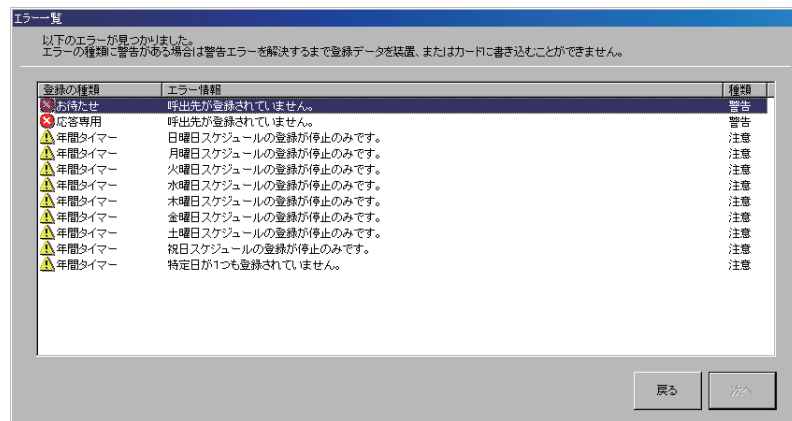 エラー一覧
以下のエラーが見つかりました。
エラーの種類に警告がある場合は警告エラーを解決するまで登録データを装置、またはカードに書き込むことができません。
登録の種類 エラー情報 種類
お待たせ 呼出先が登録されていません。 警告
応答専用 呼出先が登録されていません。 警告
年間タイマー 日曜日スケジュールの登録が停止のみです。 注意
年間タイマー 月曜日スケジュールの登録が停止のみです。 注意
年間タイマー 火曜日スケジュールの登録が停止のみです。 注意
年間タイマー 水曜日スケジュールの登録が停止のみです。 注意
年間タイマー 木曜日スケジュールの登録が停止のみです。 注意
年間タイマー 金曜日スケジュールの登録が停止のみです。 注意
年間タイマー 土曜日スケジュールの登録が停止のみです。 注意
年間タイマー 祝日スケジュールの登録が停止のみです。 注意
年間タイマー 特定日が1つも登録されていません。 注意
戻る 次へ